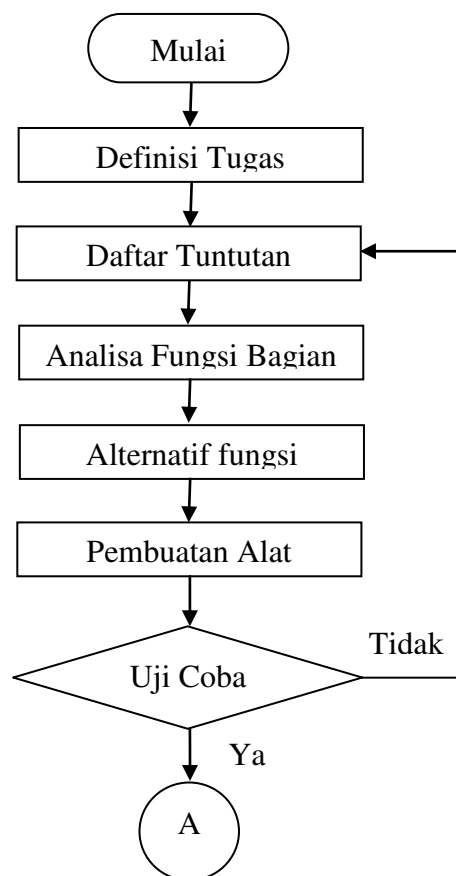 Mulai
Definisi Tugas
Daftar Tuntutan
Analisa Fungsi Bagian
Alternatif fungsi
Pembuatan Alat
Uji Coba
Tidak
Ya
A